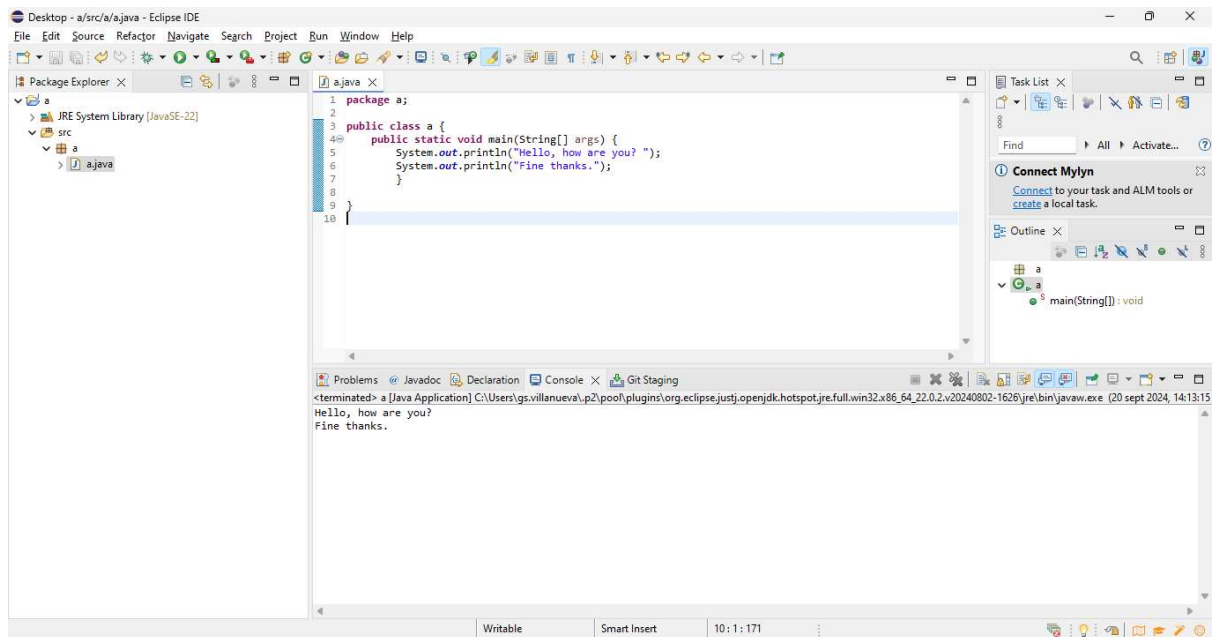 Desktop - a/src/a/a.java - Eclipse IDE
File Edit Source Refactor Navigate Search Project Run Window Help
Package Explorer
a
JRE System Library [JavaSE-22]
src
a
a.java
a.java
1 package a;
2
3 public class a {
4 public static void main(String[] args) {
5 System.out.println("Hello, how are you? ");
6 System.out.println("Fine thanks.");
7 }
8
9 }
10
Task List
Find All Activate...
Connect Mylyn
Connect to your task and ALM tools or
create a local task.
Outline
a
a
main(String[]) : void
Problems Javadoc Declaration Console Git Staging
<terminated> a [Java Application] C:\Users\gs.villanueva\.p2\pool\plugins\org.eclipse.justj.openjdk.hotspot.jre.full.win32.x86_64_22.0.2.v20240802-1626\jre\bin\javaw.exe (20 sept 2024, 14:13:15
Hello, how are you?
Fine thanks.
Writable Smart Insert 10 : 1 : 171